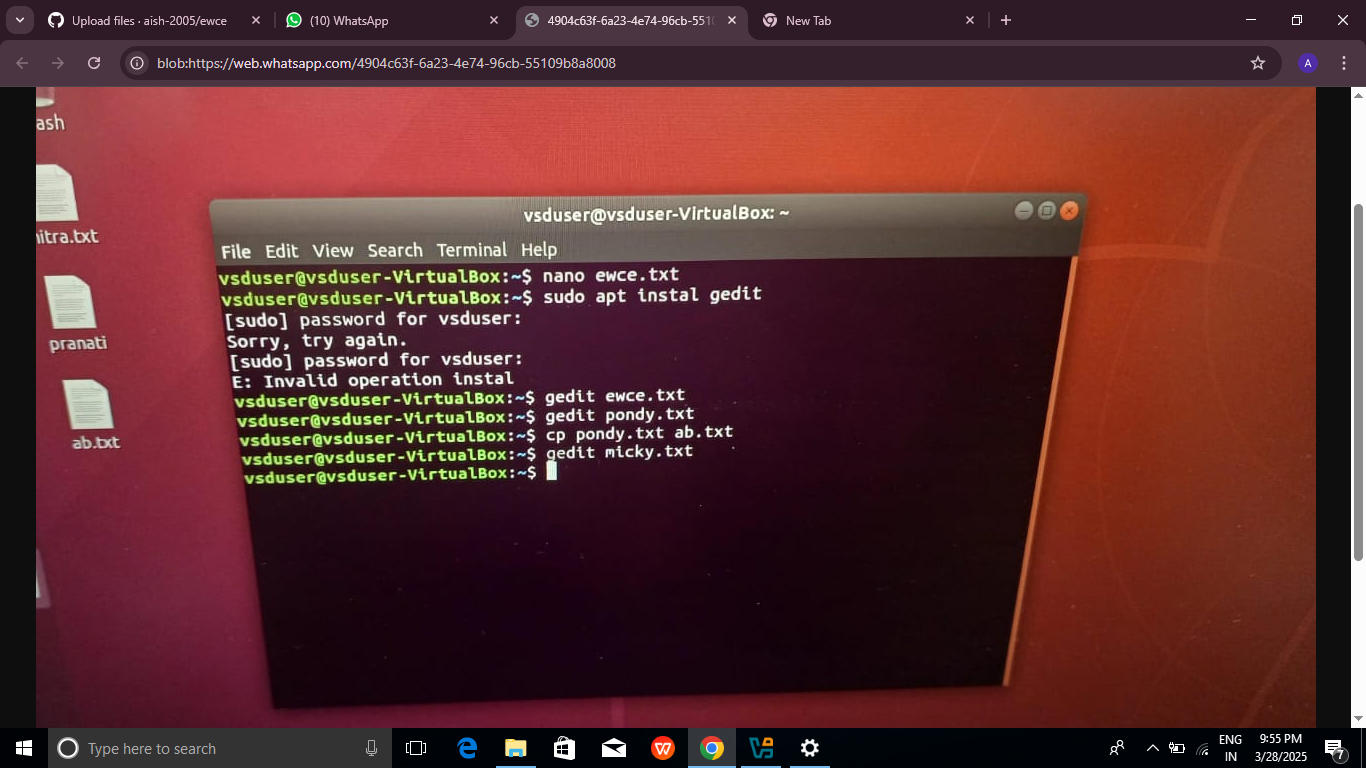 Upload files · aish-2005/ewce
(10) WhatsApp
4904c63f-6a23-4e74-96cb-5510
New Tab
blob:https://web.whatsapp.com/4904c63f-6a23-4e74-96cb-55109b8a8008
A
ash
itra.txt
pranati
ab.txt
vsduser@vsduser-VirtualBox: ~
File Edit View Search Terminal Help
vsduser@vsduser-VirtualBox:~$ nano ewce.txt
vsduser@vsduser-VirtualBox:~$ sudo apt instal gedit
[sudo] password for vsduser:
Sorry, try again.
[sudo] password for vsduser:
E: Invalid operation instal
vsduser@vsduser-VirtualBox:~$ gedit ewce.txt
vsduser@vsduser-VirtualBox:~$ gedit pondy.txt
vsduser@vsduser-VirtualBox:~$ cp pondy.txt ab.txt
vsduser@vsduser-VirtualBox:~$ gedit micky.txt
vsduser@vsduser-VirtualBox:~$
Type here to search
ENG
IN
9:55 PM
3/28/2025
7